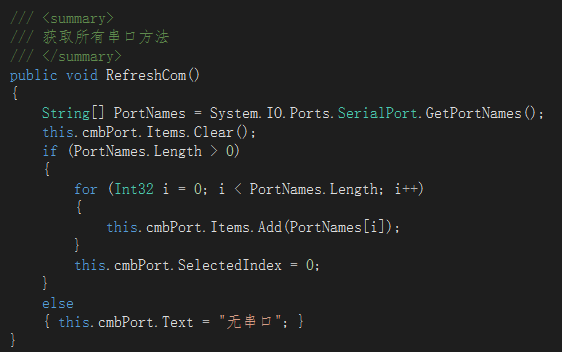 /// <summary>
/// 获取所有串口方法
/// </summary>
public void RefreshCom()
{
    String[] PortNames = System.IO.Ports.SerialPort.GetPortNames();
    this.cmbPort.Items.Clear();
    if (PortNames.Length > 0)
    {
        for (Int32 i = 0; i < PortNames.Length; i++)
        {
            this.cmbPort.Items.Add(PortNames[i]);
        }
        this.cmbPort.SelectedIndex = 0;
    }
    else
    { this.cmbPort.Text = "无串口"; }
}